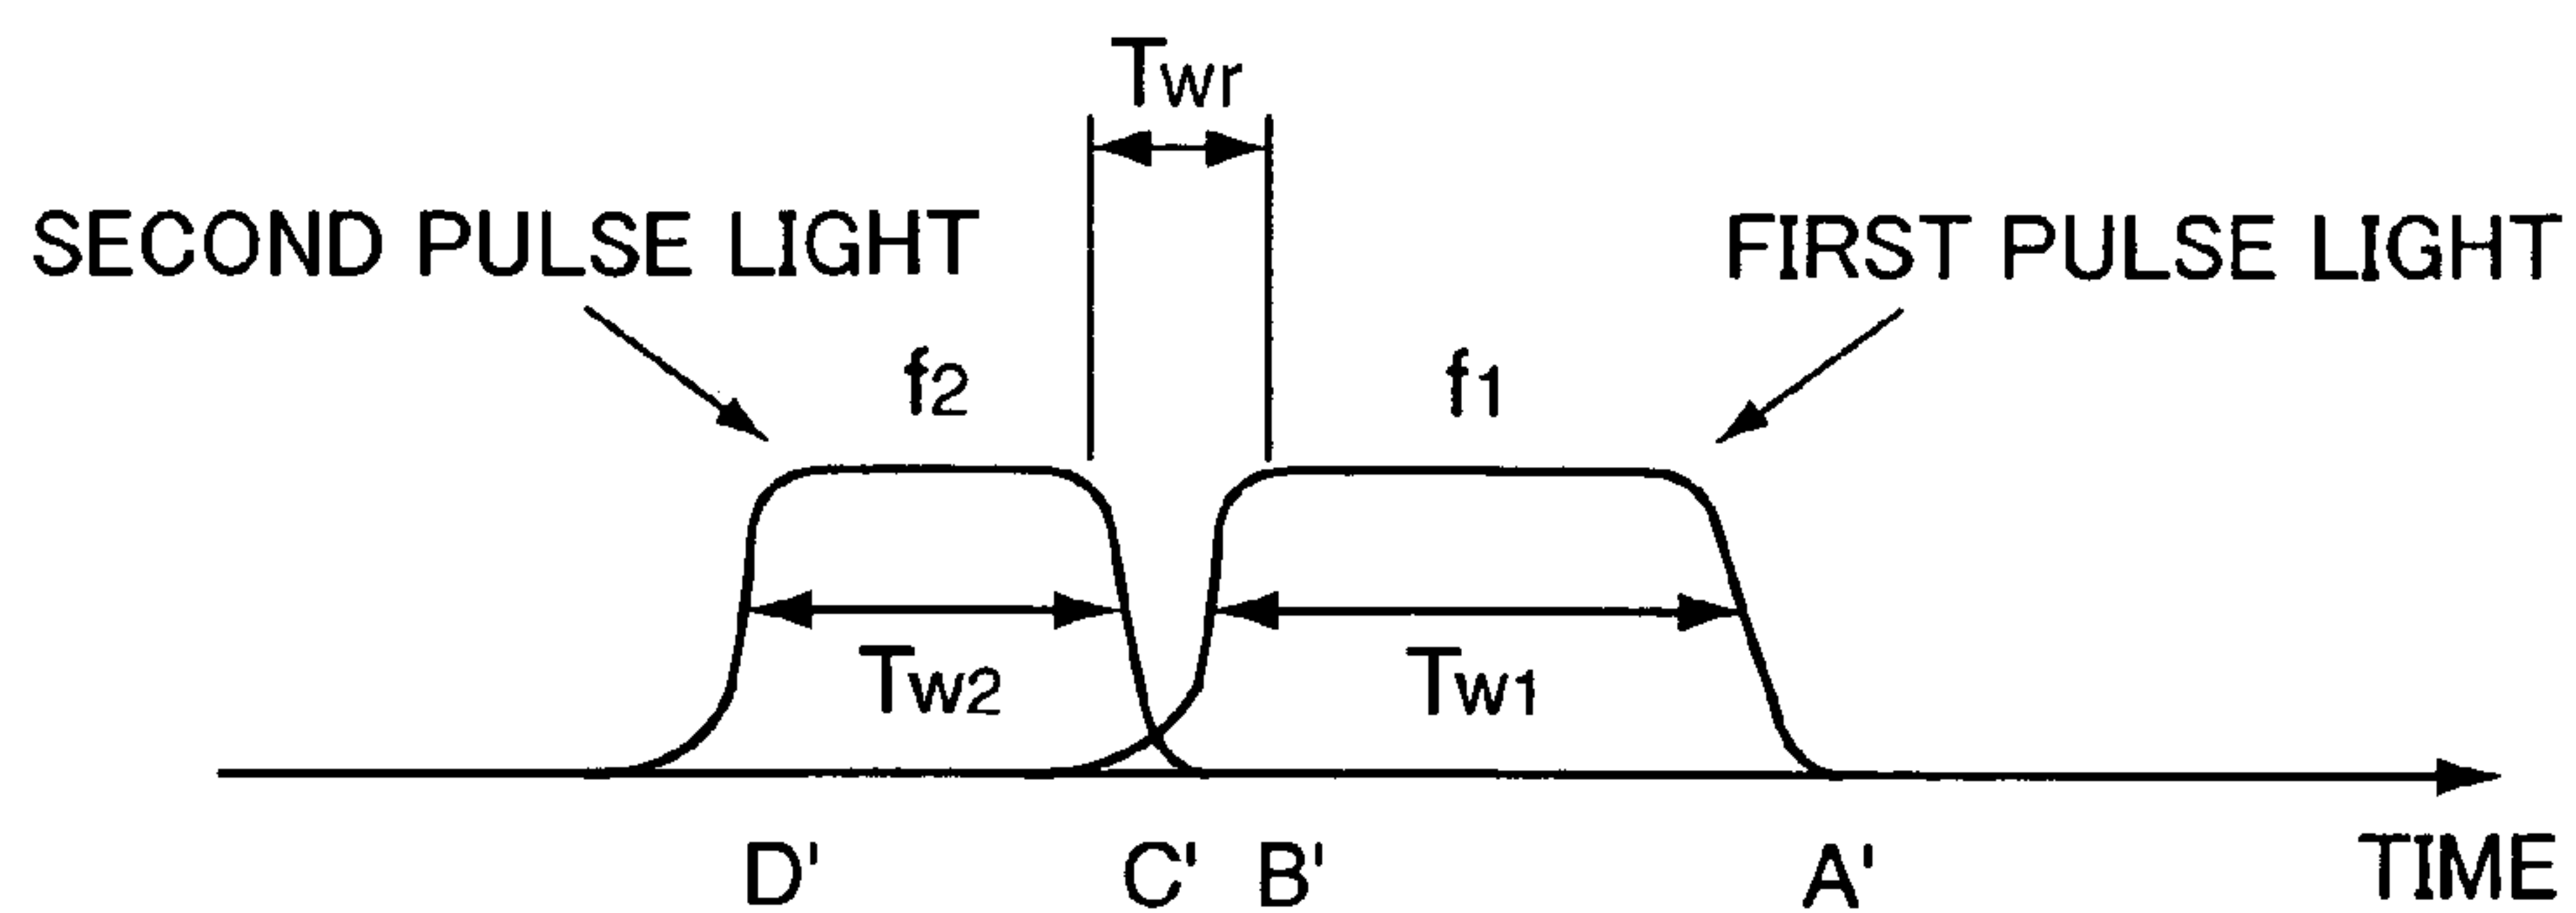 Twr
SECOND PULSE LIGHT
FIRST PULSE LIGHT
f2
f1
Tw2
Tw1
D'
C'
B'
A'
TIME